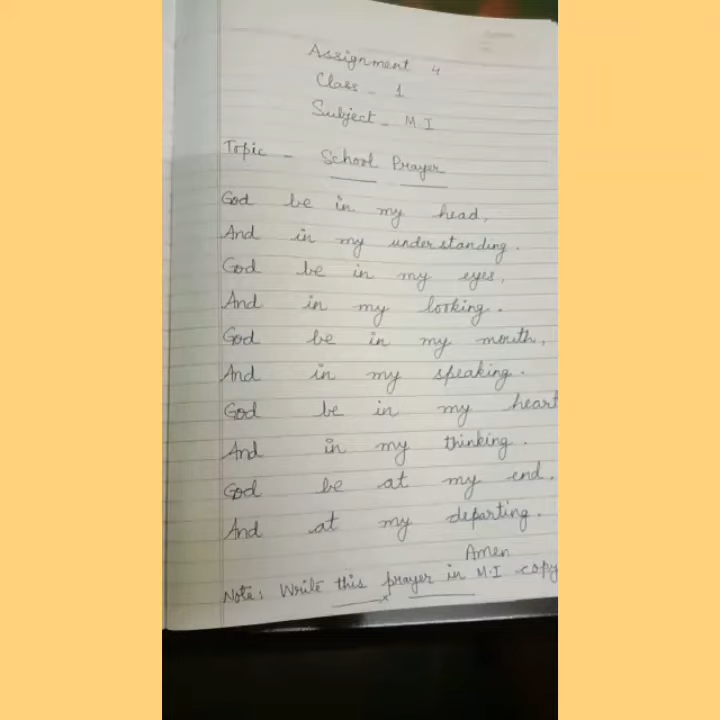 Assignment 4
Class - 1
Subject - M.I
Topic - School Prayer
God be in my head,
And in my understanding.
God be in my eyes,
And in my looking.
God be in my mouth,
And in my speaking.
God be in my heart
And in my thinking.
God be at my end,
And at my departing.
Amen
Note: Write this prayer in M.I copy